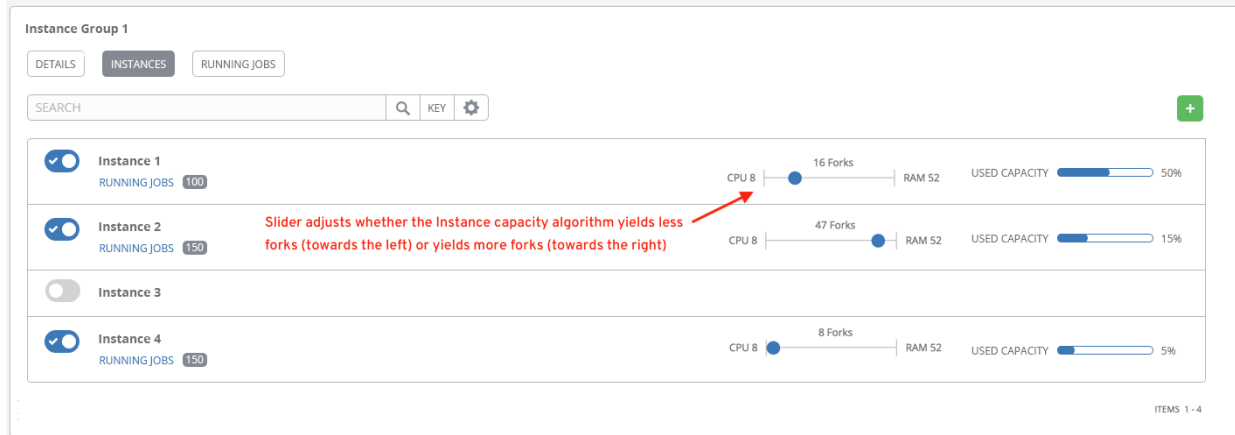 Instance Group 1
DETAILS INSTANCES RUNNING JOBS
SEARCH KEY
+
Instance 1
RUNNING JOBS 100
16 Forks
CPU 8 RAM 52 USED CAPACITY 50%
Slider adjusts whether the Instance capacity algorithm yields less
forks (towards the left) or yields more forks (towards the right)
Instance 2
RUNNING JOBS 150
47 Forks
CPU 8 RAM 52 USED CAPACITY 15%
Instance 3
Instance 4
RUNNING JOBS 150
8 Forks
CPU 8 RAM 52 USED CAPACITY 5%
ITEMS 1 - 4